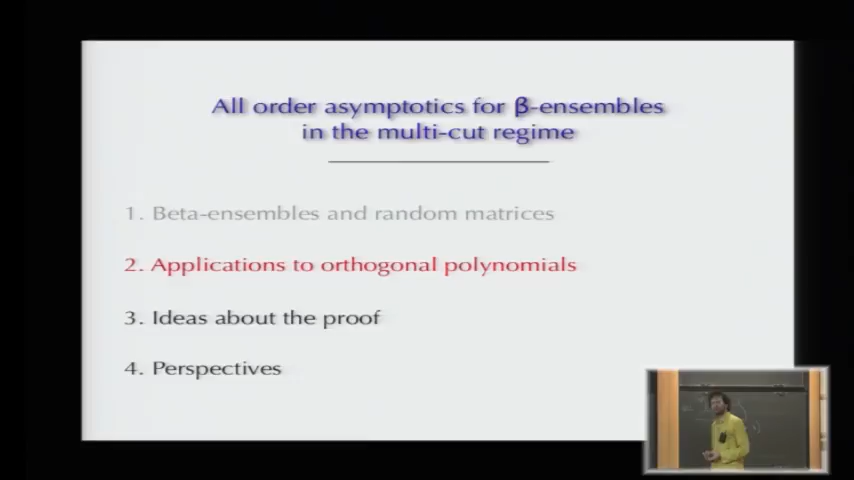 All order asymptotics for β-ensembles
in the multi-cut regime
1. Beta-ensembles and random matrices
2. Applications to orthogonal polynomials
3. Ideas about the proof
4. Perspectives